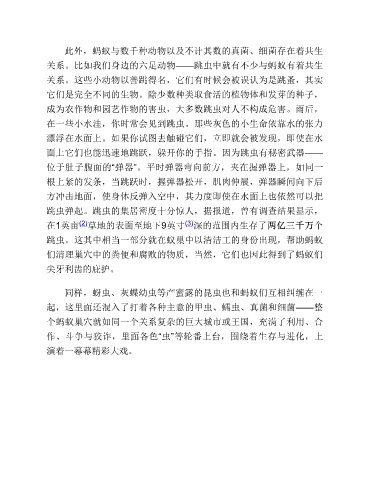 此外，蚂蚁与数千种动物以及不计其数的真菌、细菌存在着共生
关系。比如我们身边的六足动物——跳虫中就有不少与蚂蚁有着共生
关系。这些小动物以善跳得名，它们有时候会被误认为是跳蚤，其实
它们是完全不同的生物。除少数种类取食活的植物体和发芽的种子，
成为农作物和园艺作物的害虫，大多数跳虫对人不构成危害。雨后，
在一些小水洼，你时常会见到跳虫。那些灰色的小生命依靠水的张力
漂浮在水面上。如果你试图去触碰它们，立即就会被发现。即使在水
面上它们也能迅速地跳跃，躲开你的手指。因为跳虫有秘密武器——
位于肚子腹面的“弹器”。平时弹器弯向前方，夹在握弹器上，如同一
根上紧的发条，当跳跃时，握弹器松开，肌肉伸展，弹器瞬间向下后
方冲击地面，使身体反弹入空中，其力度即使在水面上也依然可以把
跳虫弹起。跳虫的集居密度十分惊人，据报道，曾有调查结果显示，
在1英亩(2)草地的表面至地下9英寸(3)深的范围内生存了两亿三千万个
跳虫。这其中相当一部分就在蚁巢中以清洁工的身份出现，帮助蚂蚁
们清理巢穴中的粪便和腐败的物质，当然，它们也因此得到了蚂蚁们
尖牙利齿的庇护。
同样，蚜虫、灰蝶幼虫等产蜜露的昆虫也和蚂蚁们互相纠缠在一
起，这里面还混入了打着各种主意的甲虫、蠕虫、真菌和细菌——整
个蚂蚁巢穴就如同一个关系复杂的巨大城市或王国，充满了利用、合
作、斗争与狡诈，里面各色“虫”等轮番上台，围绕着生存与进化，上
演着一幕幕精彩大戏。